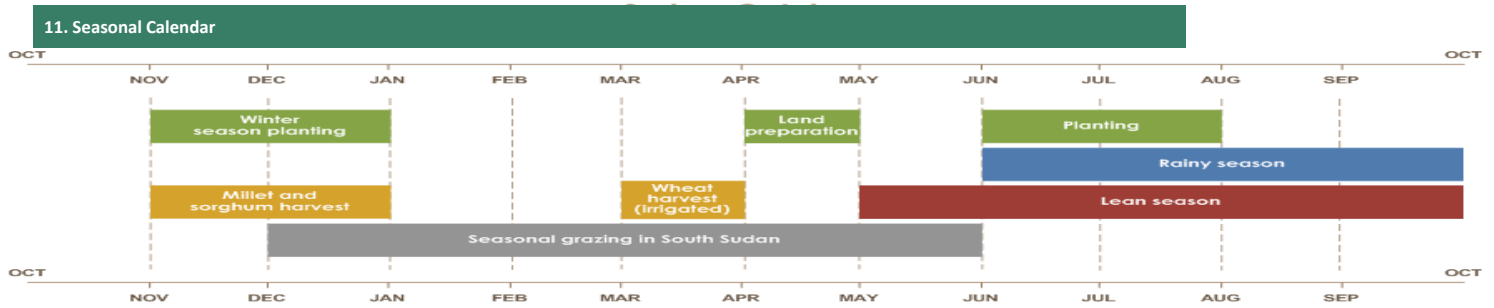 11. Seasonal Calendar
OCT
OCT
NOV DEC JAN FEB MAR APR MAY JUN JUL AUG SEP
Winter
season planting
Land
preparation
Planting
Rainy season
Millet and
sorghum harvest
Wheat
harvest
(irrigated)
Lean season
Seasonal grazing in South Sudan
OCT
OCT
NOV DEC JAN FEB MAR APR MAY JUN JUL AUG SEP